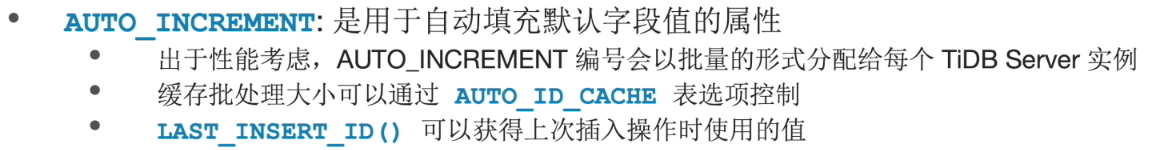 • AUTO_INCREMENT: 是用于自动填充默认字段值的属性
• 出于性能考虑，AUTO_INCREMENT 编号会以批量的形式分配给每个 TiDB Server 实例
• 缓存批处理大小可以通过 AUTO_ID_CACHE 表选项控制
• LAST_INSERT_ID() 可以获得上次插入操作时使用的值